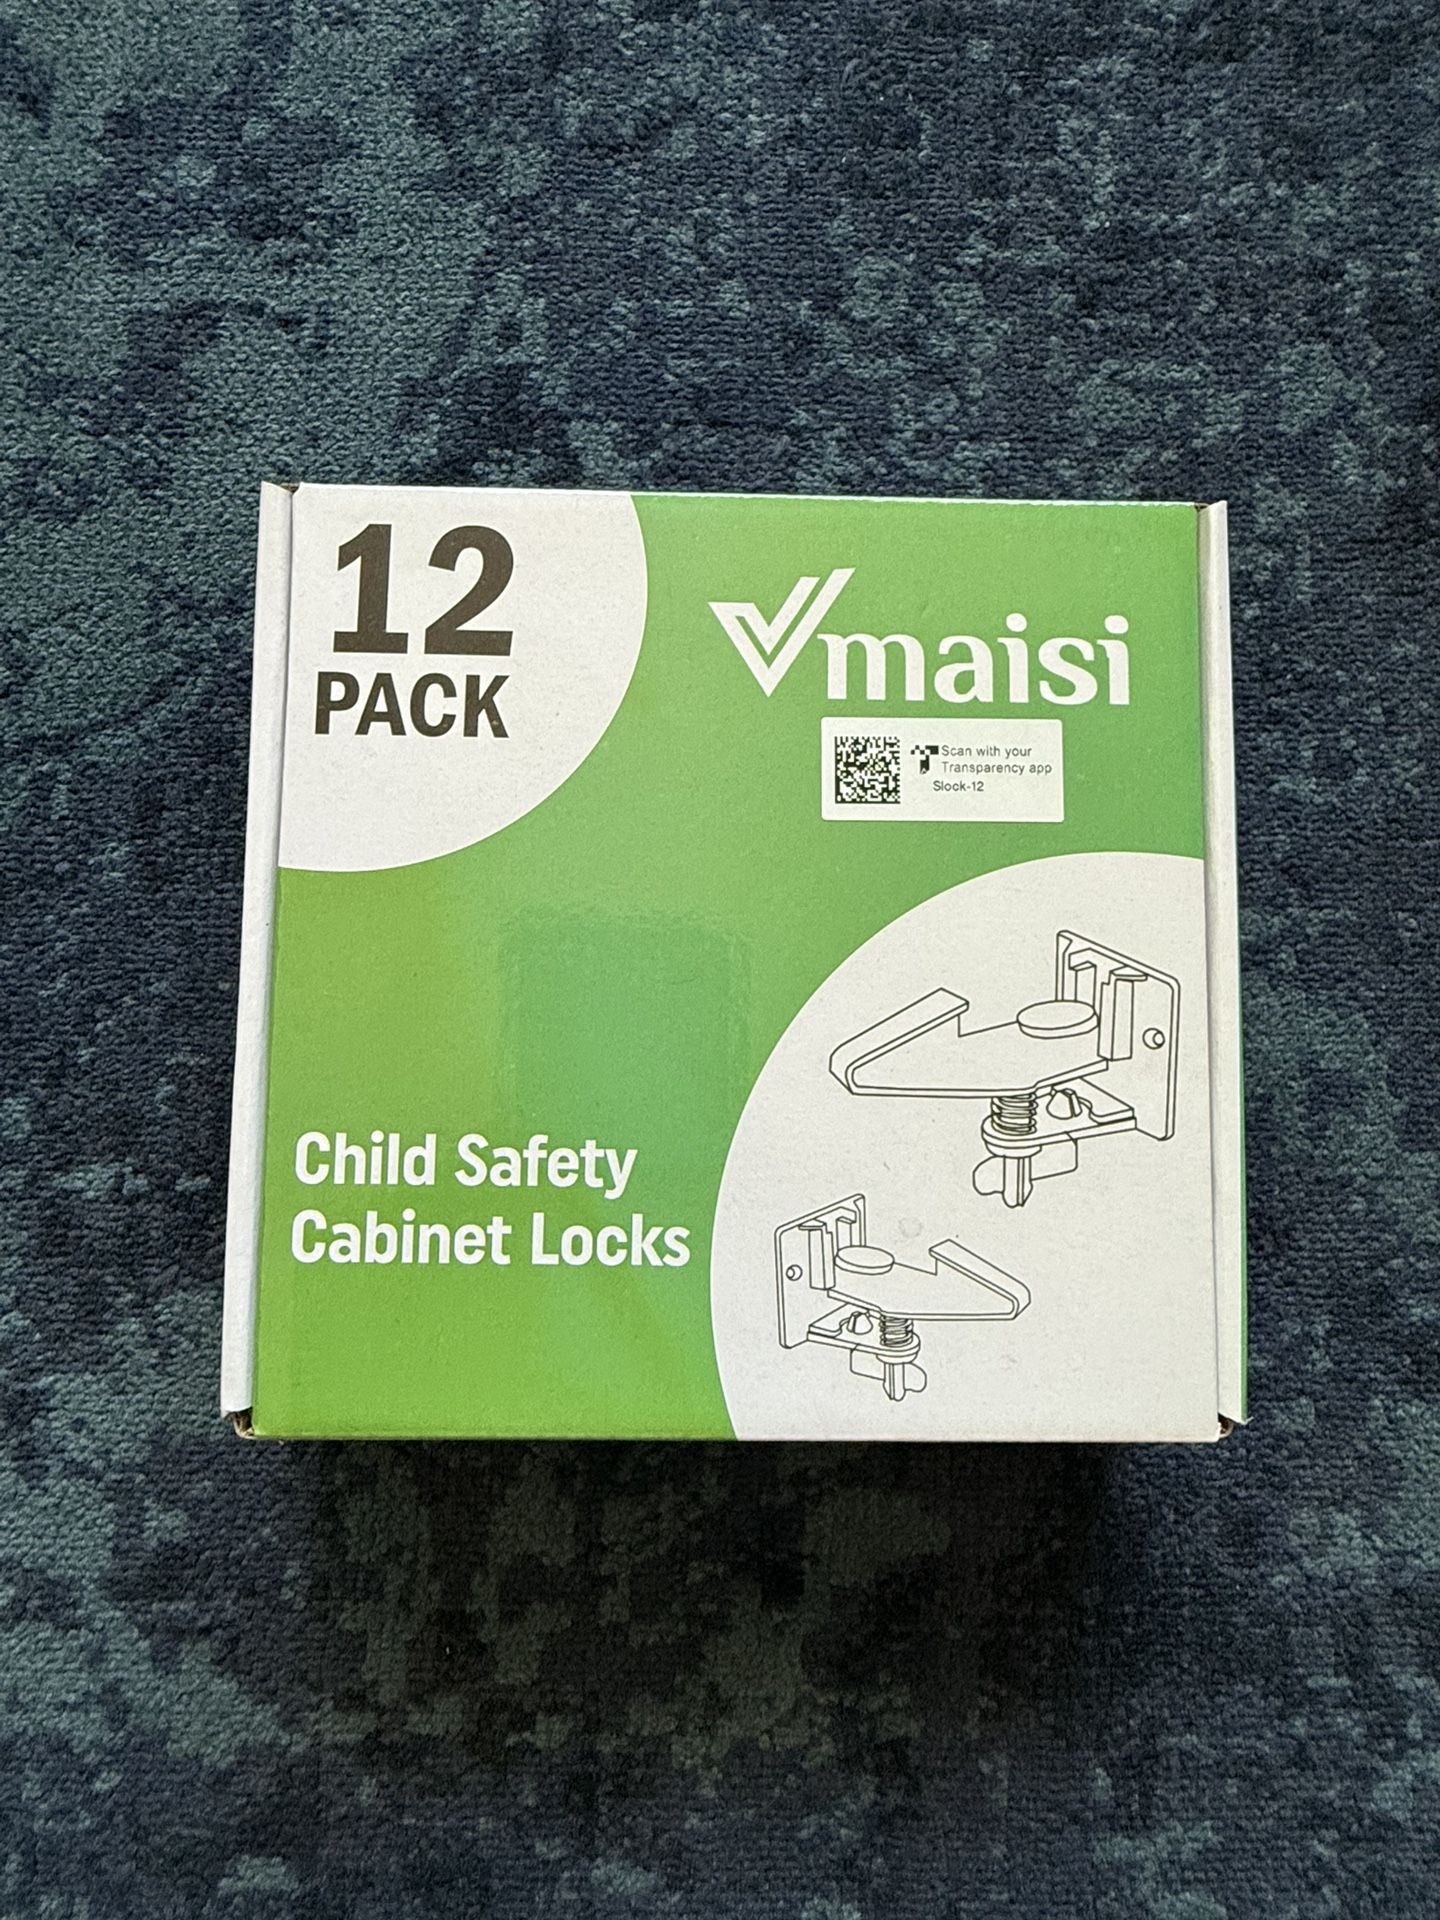 12
PACK
Vmaisi
Scan with your
Transparency app
Slock-12
Child Safety
Cabinet Locks